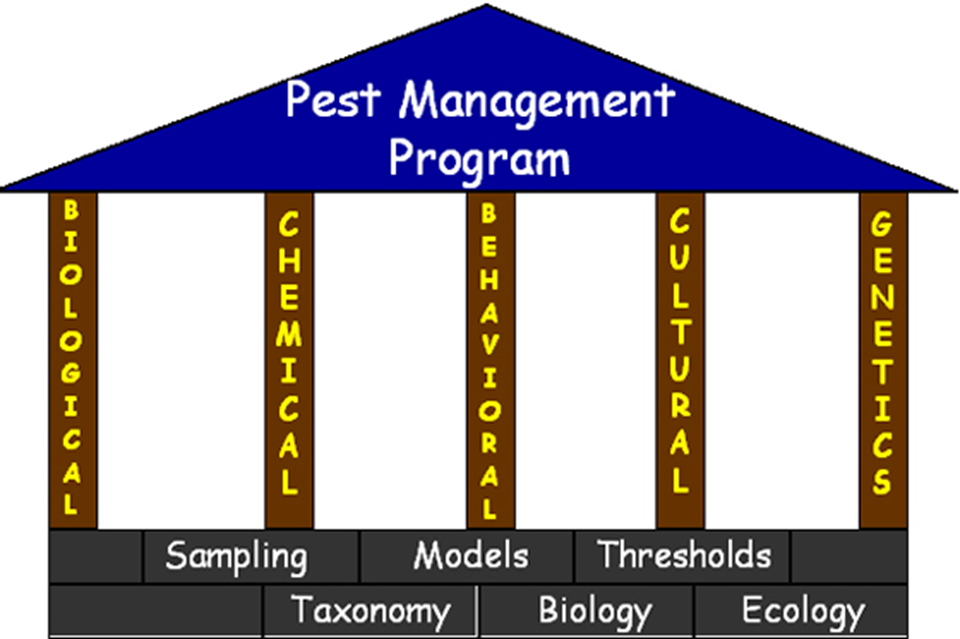 Pest Management
Program
BIOLOGICAL
CHEMICAL
BEHAVIORAL
CULTURAL
GENETICS
Sampling Models Thresholds
Taxonomy Biology Ecology